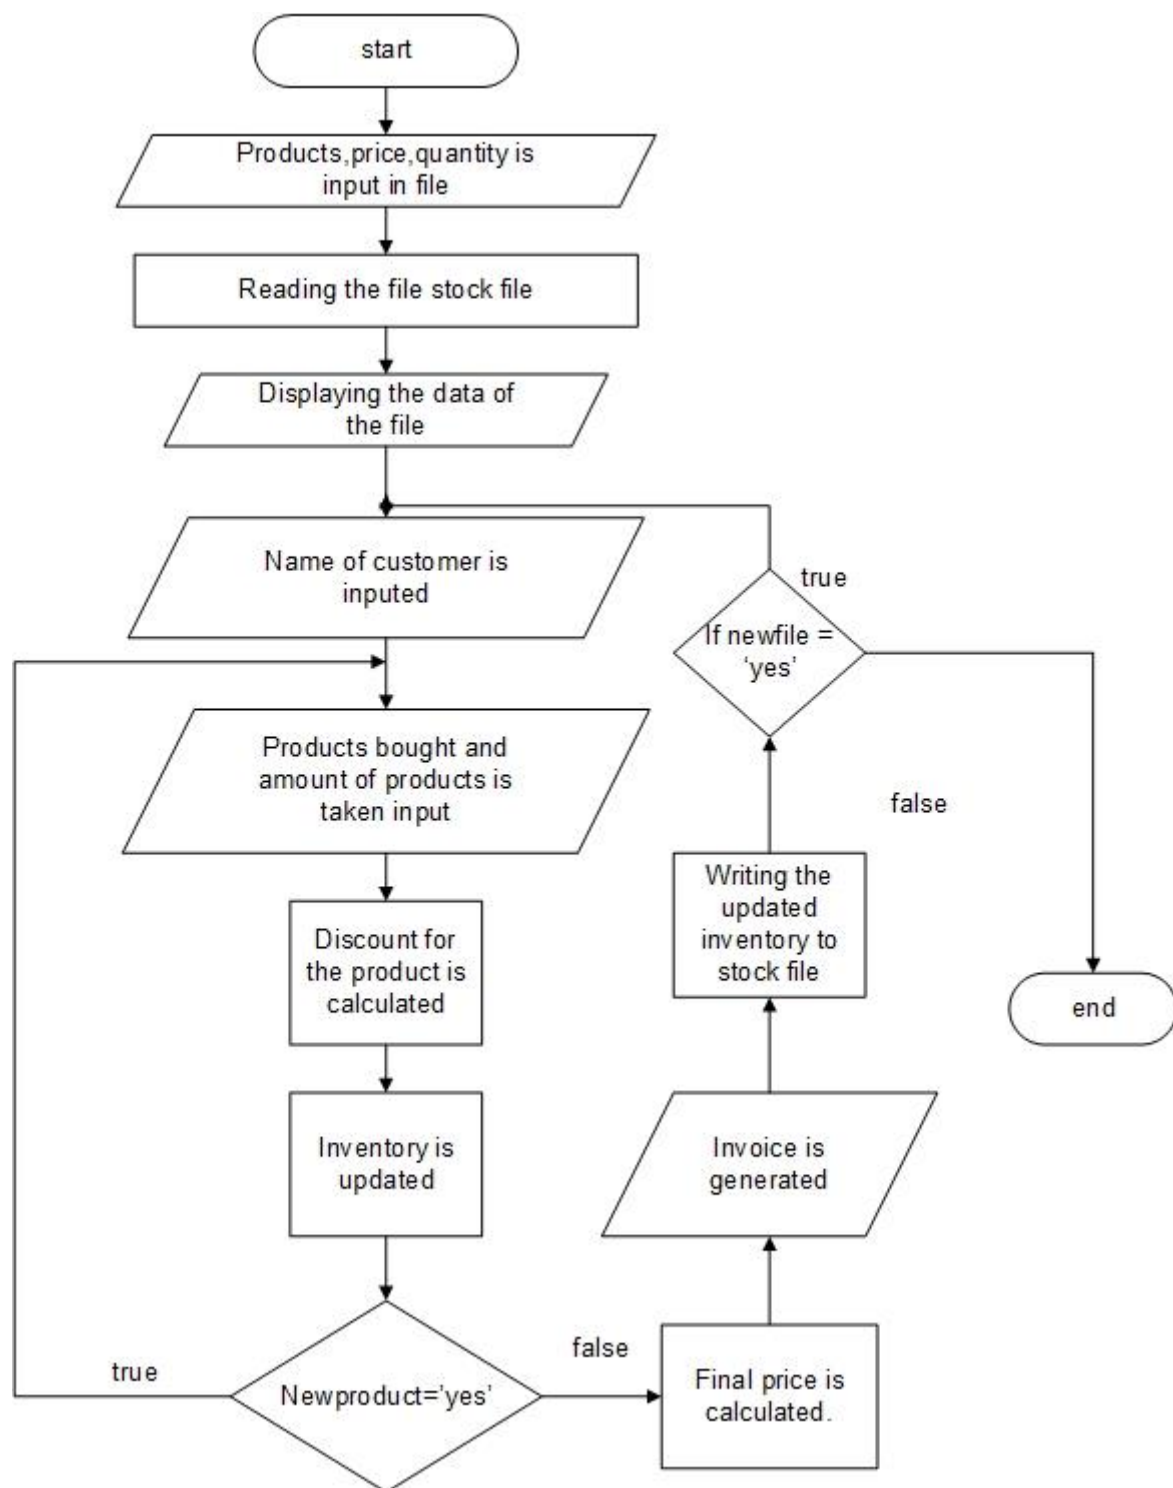 start
Products,price,quantity is
input in file
Reading the file stock file
Displaying the data of
the file
Name of customer is
inputed
Products bought and
amount of products is
taken input
Discount for
the product is
calculated
Inventory is
updated
Newproduct='yes'
true
false
Final price is
calculated.
Invoice is
generated
Writing the
updated
inventory to
stock file
If newfile =
‘yes’
true
false
end